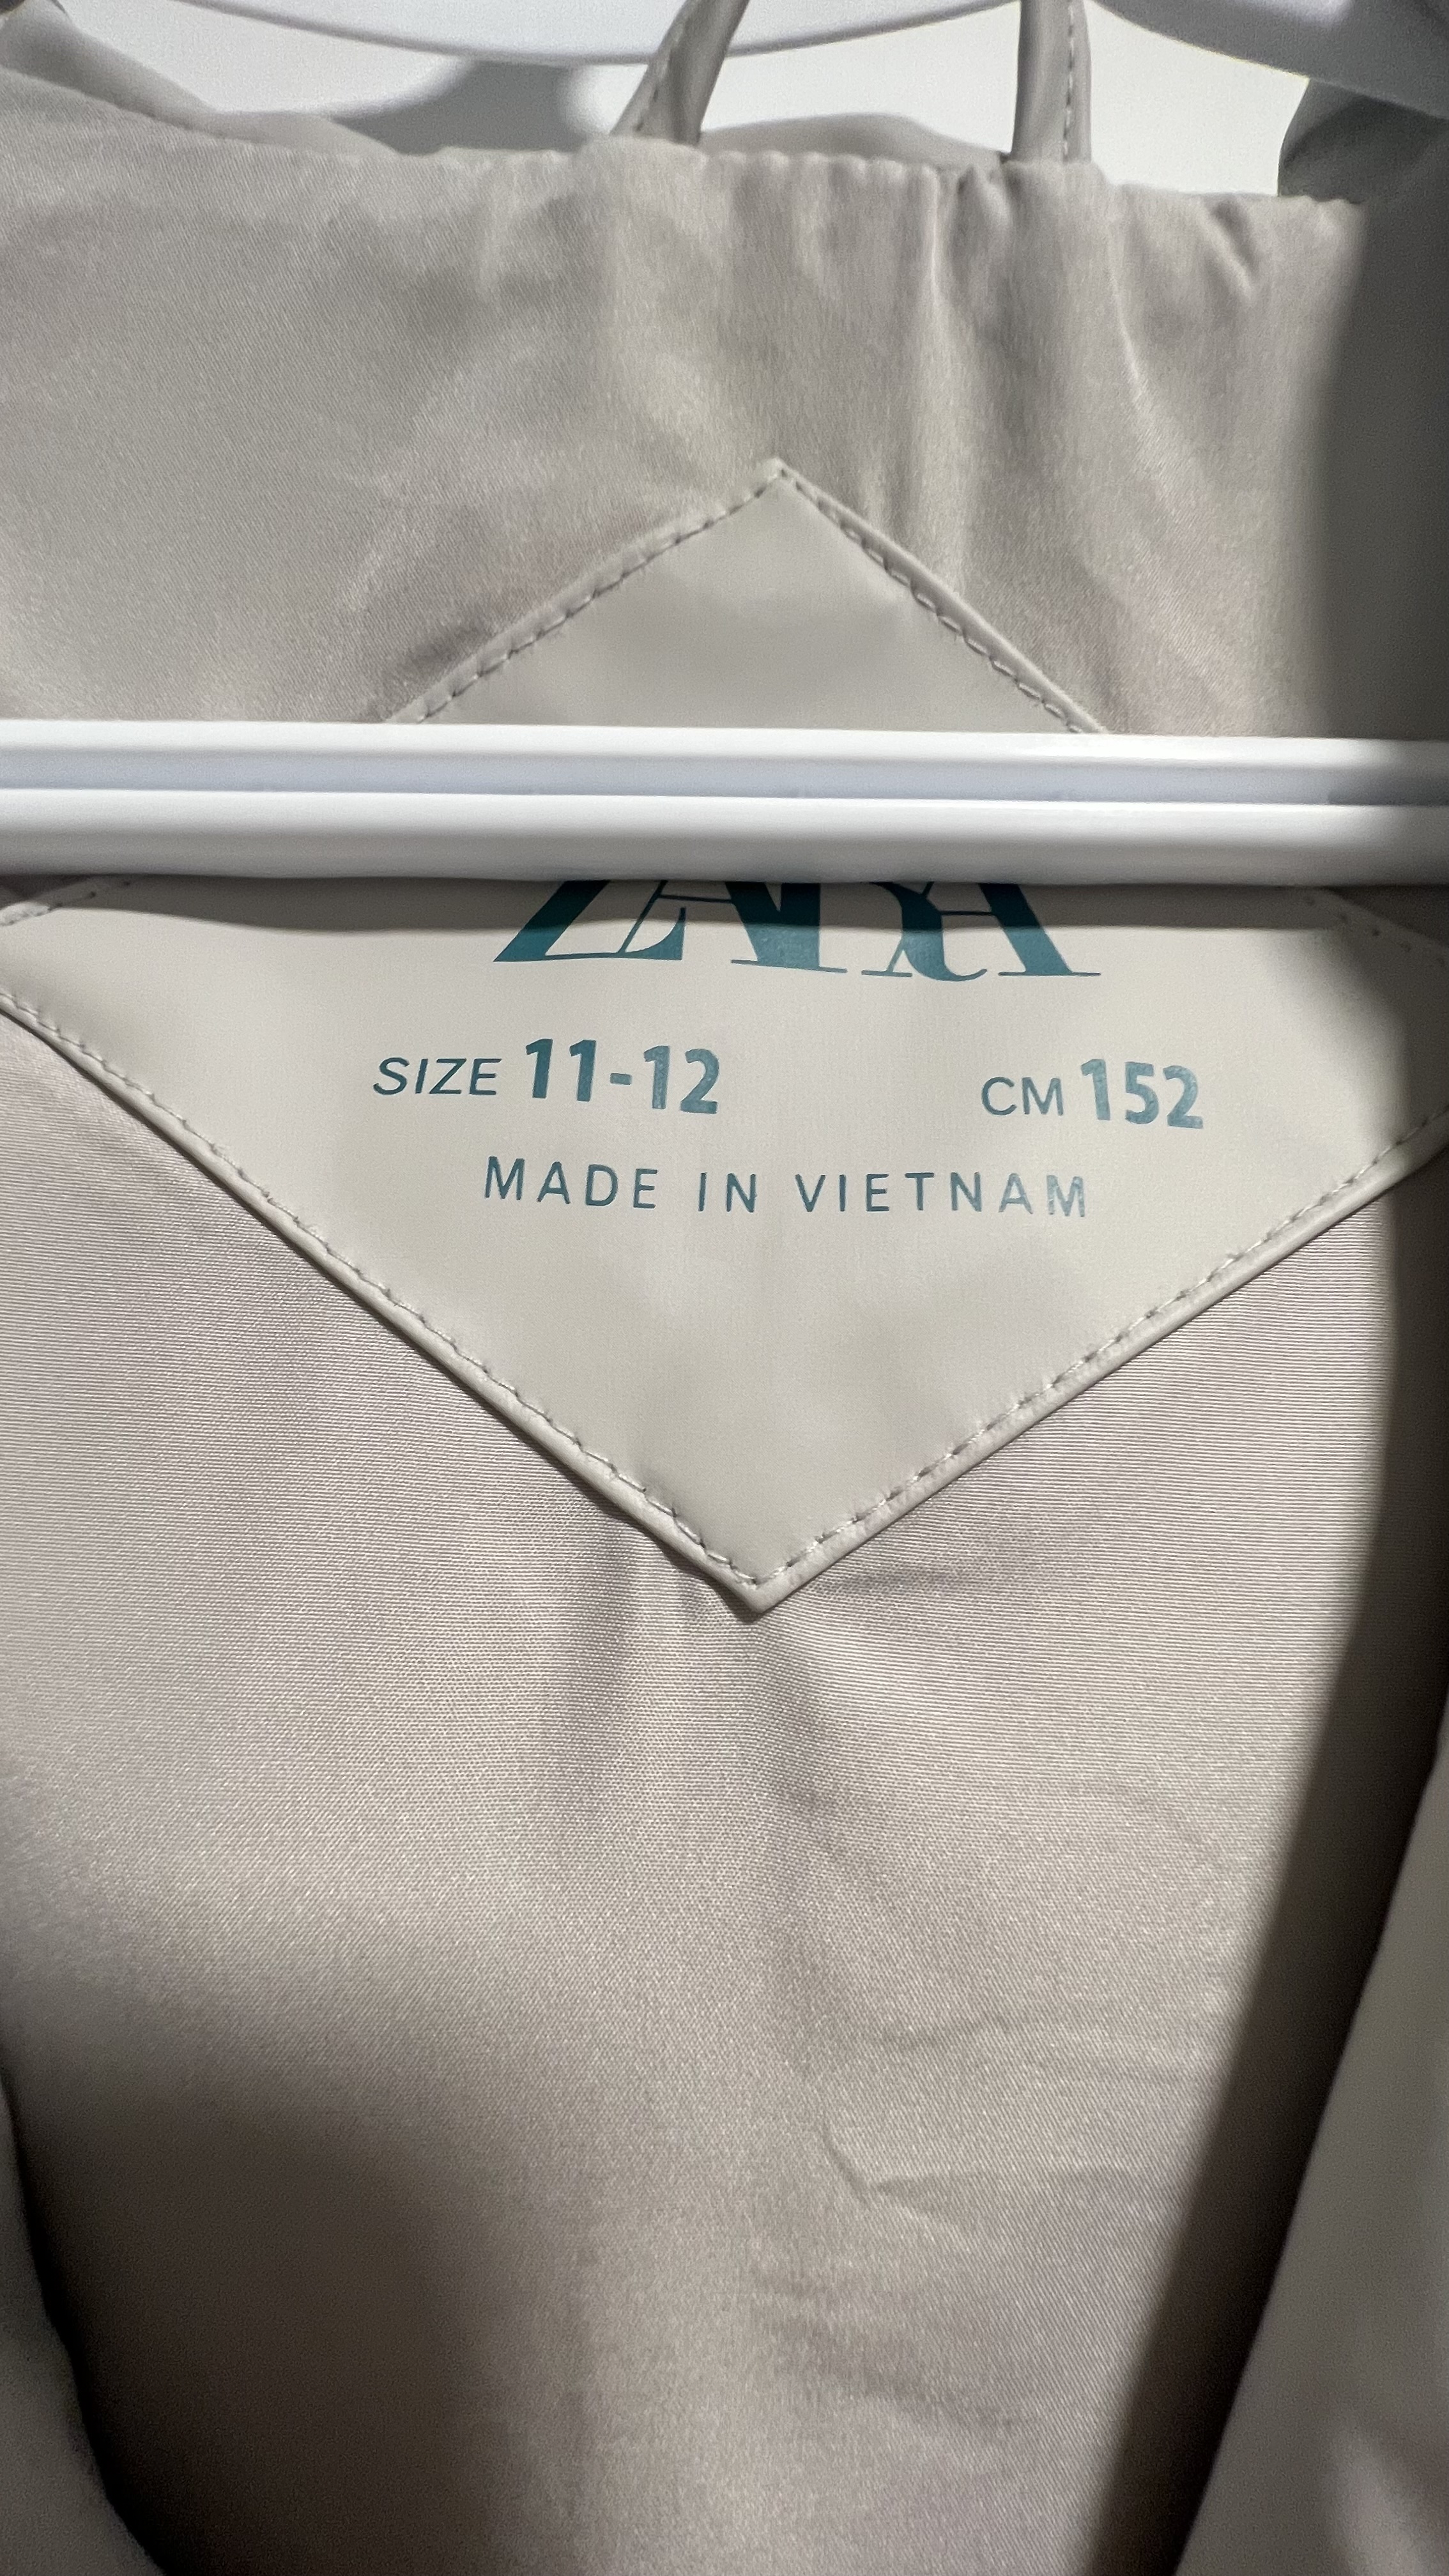 ZARA
SIZE 11-12 CM 152
MADE IN VIETNAM